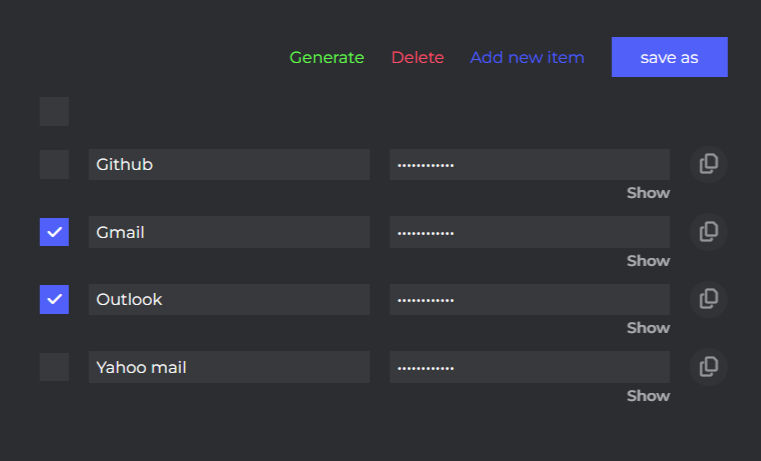 Generate Delete Add new item save as
Github ••••••••••••
Show
Gmail ••••••••••••
Show
Outlook ••••••••••••
Show
Yahoo mail ••••••••••••
Show